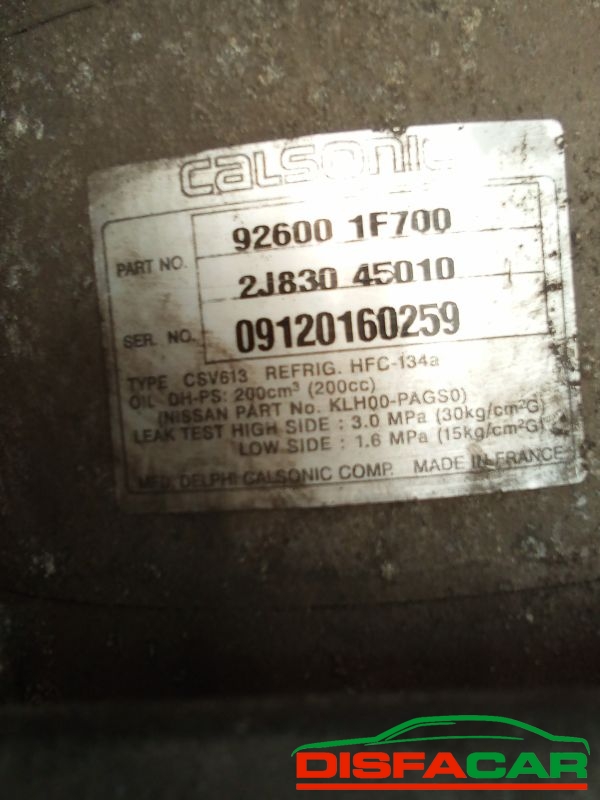 calsonic
PART NO. 92600 1F700
2J830 45010
SER. NO. 09120160259
TYPE CSV613 REFRIG. HFC-134a
OIL DH-PS: 200cm³ (200cc)
(NISSAN PART No. KLH00-PAGS0)
LEAK TEST HIGH SIDE : 3.0 MPa (30kg/cm²G)
LOW SIDE : 1.6 MPa (15kg/cm²G)
MFD. DELPHI CALSONIC COMP. MADE IN FRANCE
DISFACAR